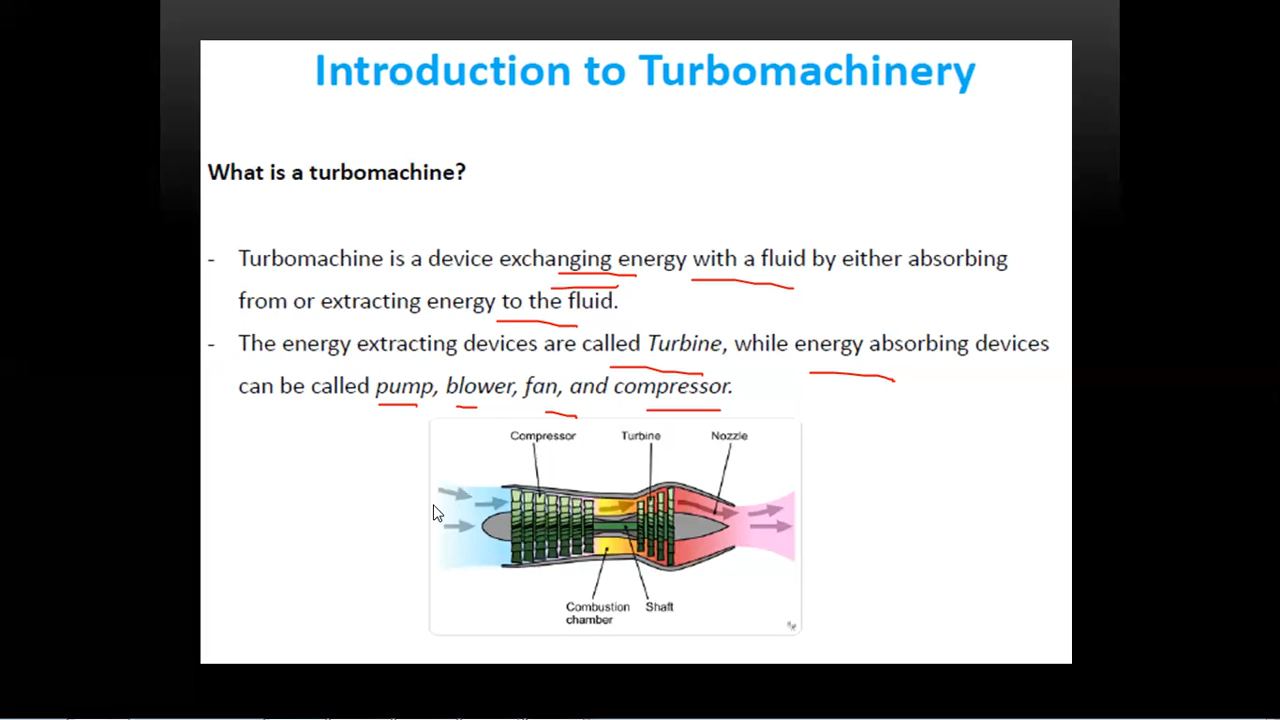 Introduction to Turbomachinery
What is a turbomachine?
- Turbomachine is a device exchanging energy with a fluid by either absorbing
from or extracting energy to the fluid.
- The energy extracting devices are called Turbine, while energy absorbing devices
can be called pump, blower, fan, and compressor.
Compressor Turbine Nozzle
Combustion Shaft
chamber